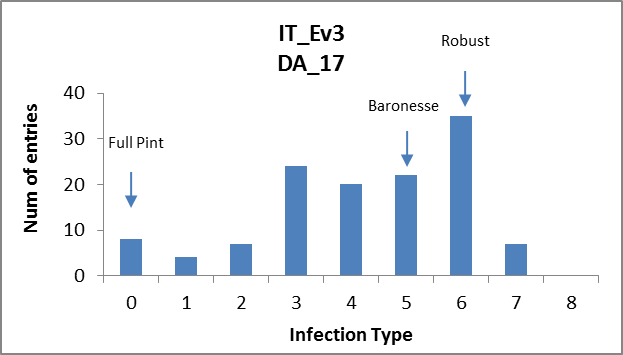 IT_Ev3
DA_17
Robust
Baronesse
Full Pint
Num of entries
40
30
20
10
0
0 1 2 3 4 5 6 7 8
Infection Type